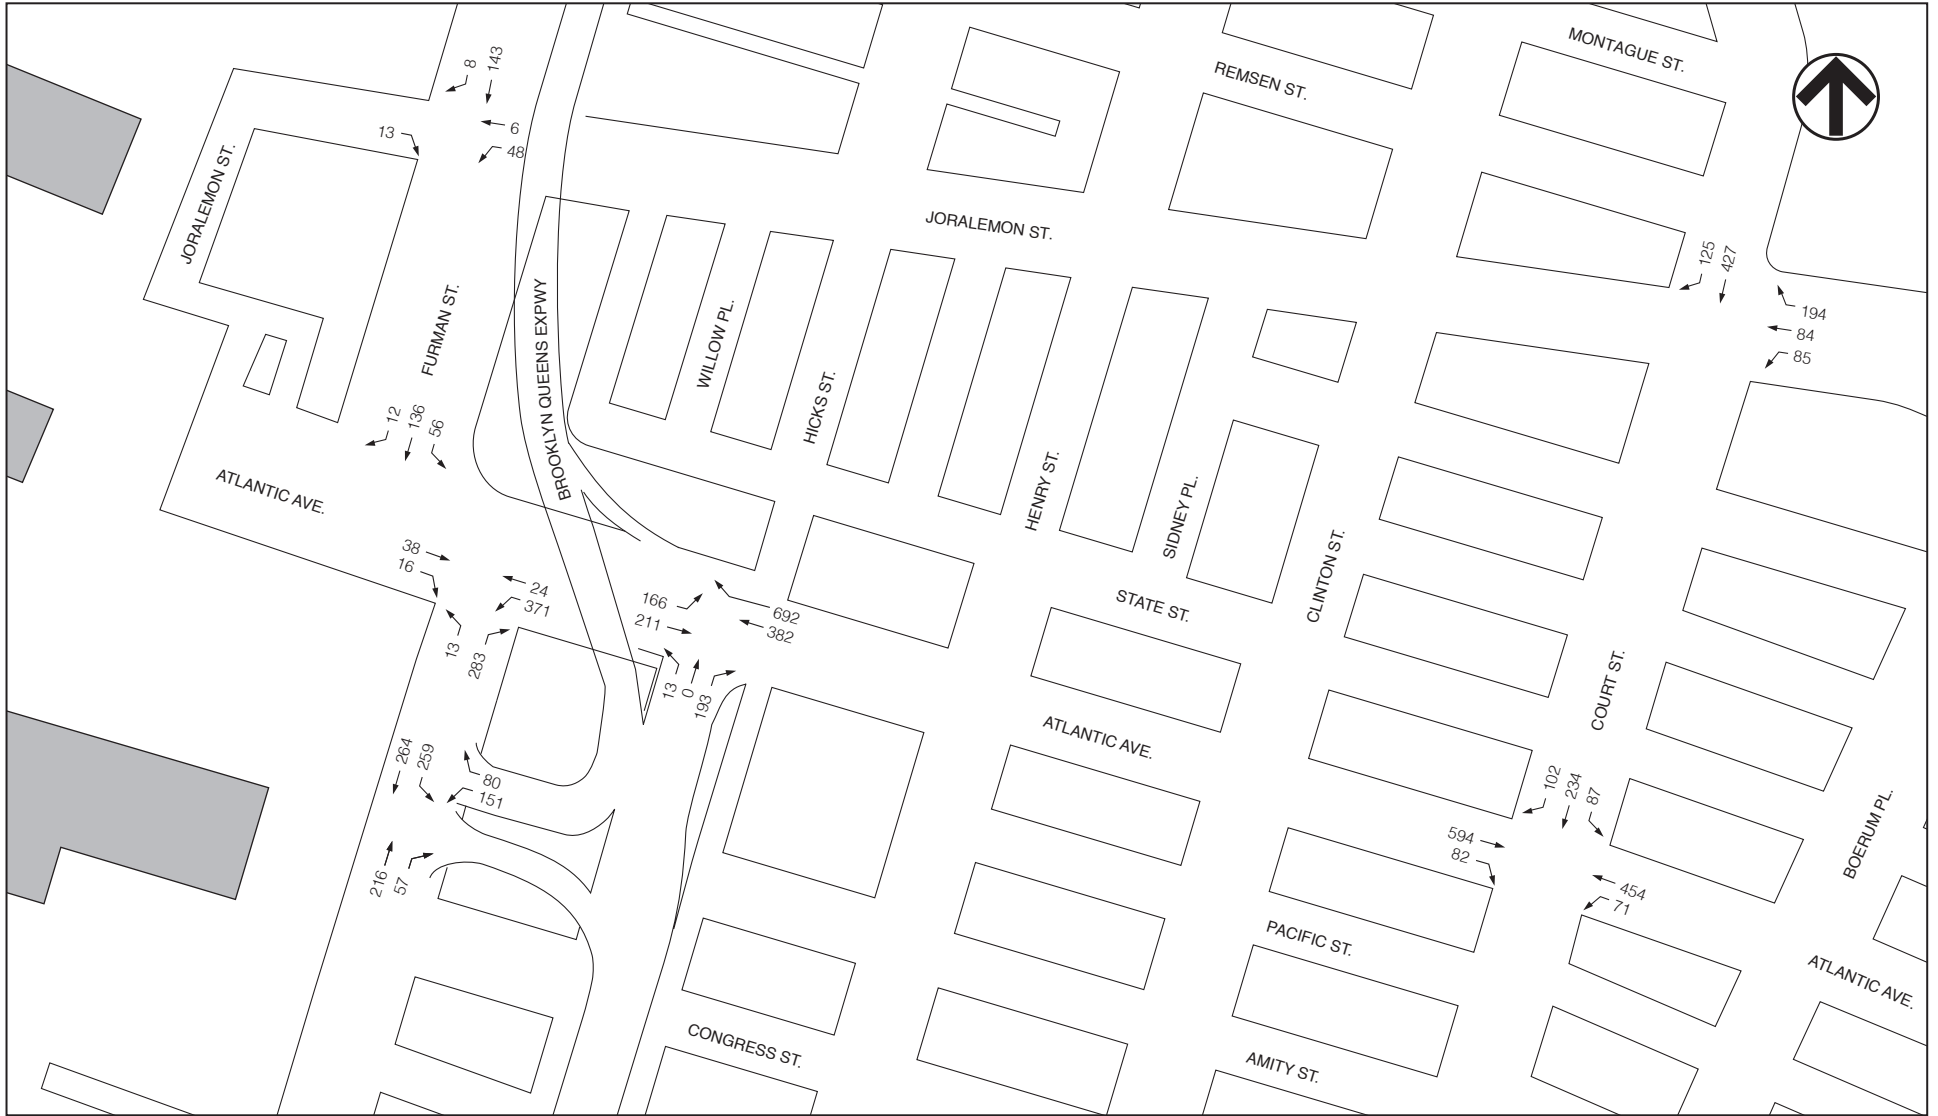 MONTAGUE ST.
REMSEN ST.
8
143
13
6
48
JORALEMON ST.
JORALEMON ST.
125
427
194
84
85
FURMAN ST.
BROOKLYN QUEENS EXPWY
WILLOW PL.
HICKS ST.
12
136
56
HENRY ST.
SIDNEY PL.
CLINTON ST.
ATLANTIC AVE.
38
16
24
371
13
283
166
211
692
382
13
0
193
STATE ST.
COURT ST.
ATLANTIC AVE.
264
259
80
151
216
57
102
234
87
594
82
454
71
BOERUM PL.
PACIFIC ST.
ATLANTIC AVE.
CONGRESS ST.
AMITY ST.